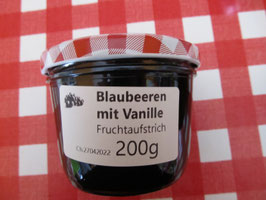 Blaubeeren
mit Vanille
Fruchtaufstrich
200g